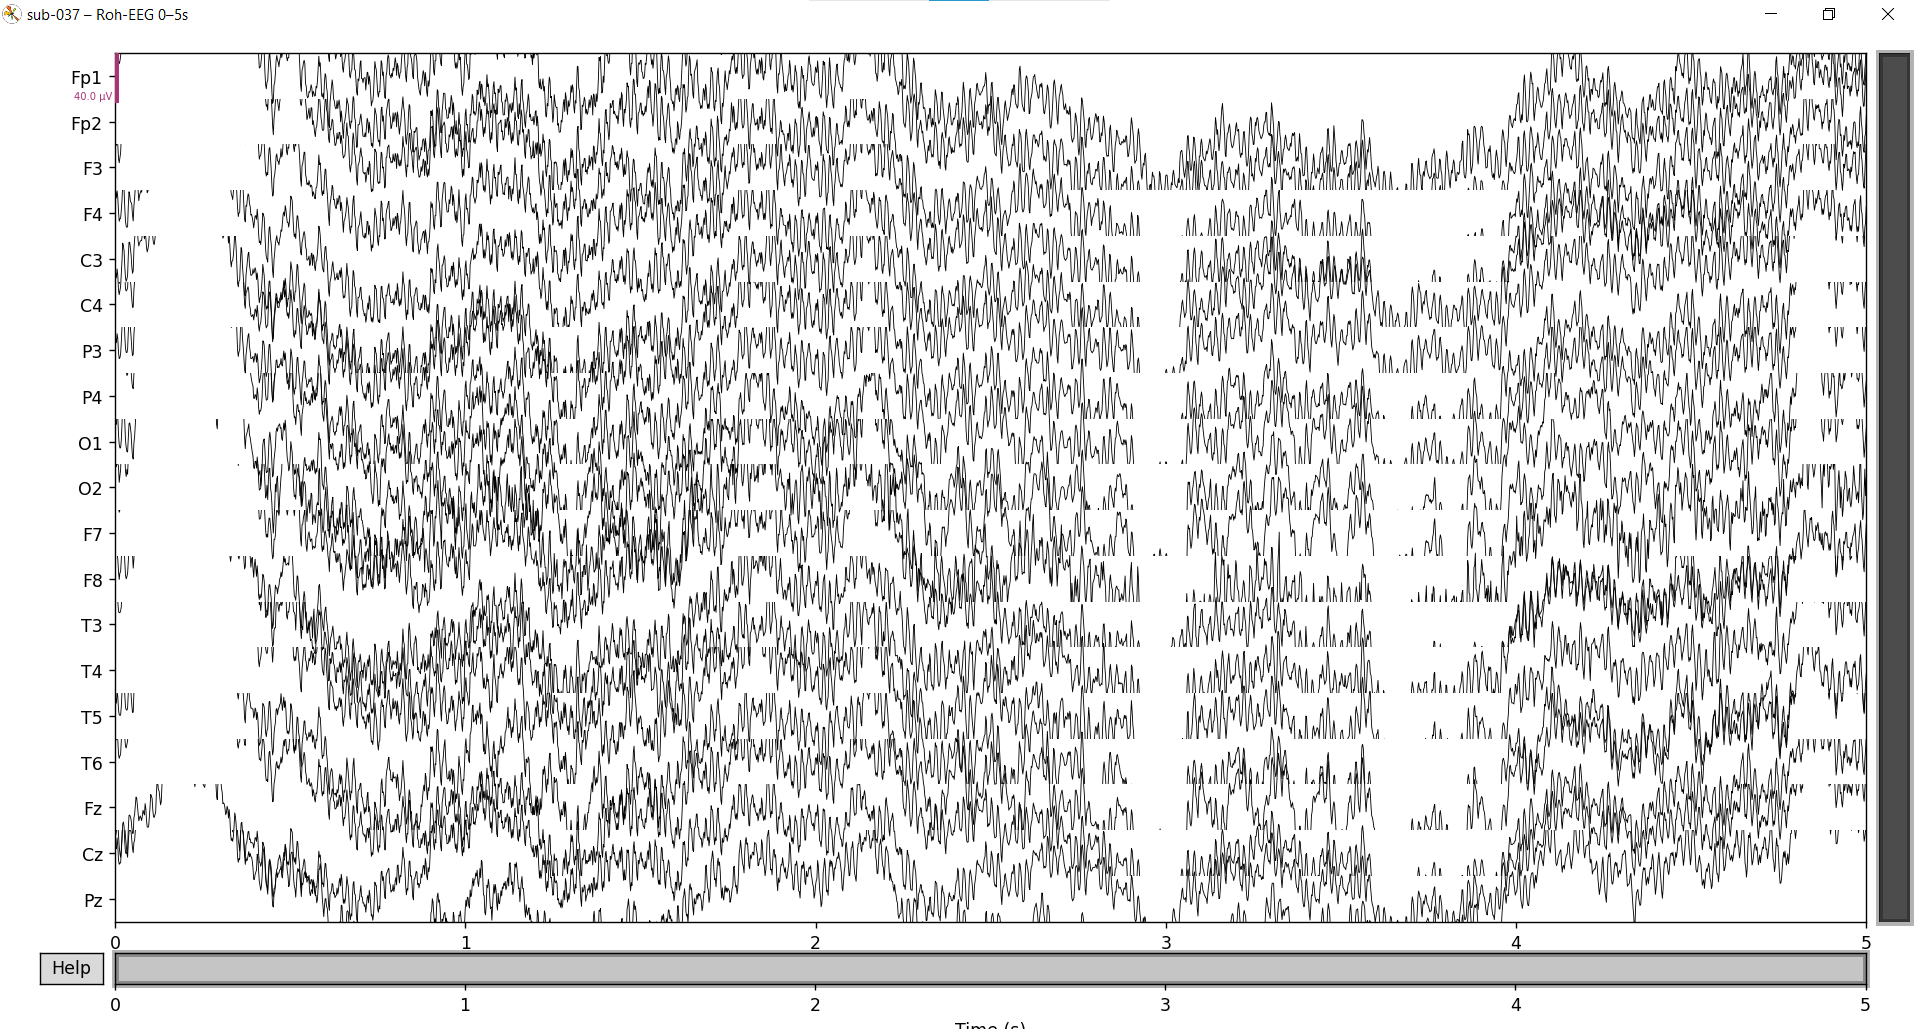 sub-037 – Roh-EEG 0–5s
Fp1
40.0 µV
Fp2
F3
F4
C3
C4
P3
P4
O1
O2
F7
F8
T3
T4
T5
T6
Fz
Cz
Pz
0 1 2 3 4 5
Help
0 1 2 3 4 5
Time (s)